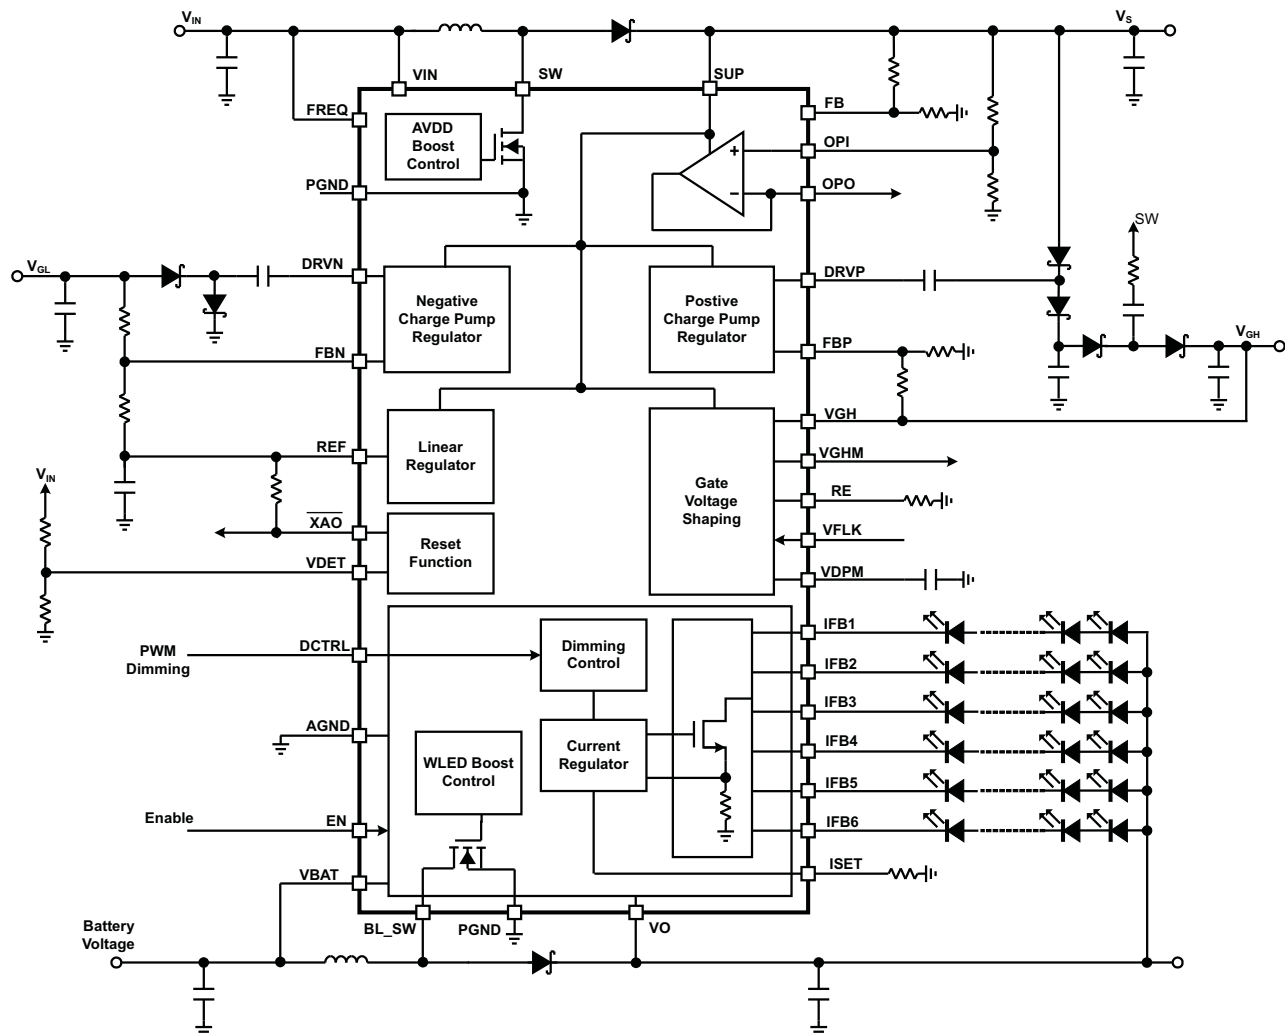 VIN
VS
VIN
SW
SUP
FREQ
FB
AVDD
Boost
Control
OPI
+
PGND
OPO
−
SW
VGL
DRVN
DRVP
Negative
Charge Pump
Regulator
Postive
Charge Pump
Regulator
VGH
FBN
FBP
VGH
REF
Linear
Regulator
VGHM
VIN
Gate
Voltage
Shaping
RE
XAO
VFLK
Reset
Function
VDET
VDPM
IFB1
PWM
Dimming
DCTRL
Dimming
Control
IFB2
IFB3
AGND
WLED Boost
Control
Current
Regulator
IFB4
IFB5
Enable
EN
IFB6
VBAT
ISET
Battery
Voltage
BL_SW
PGND
VO